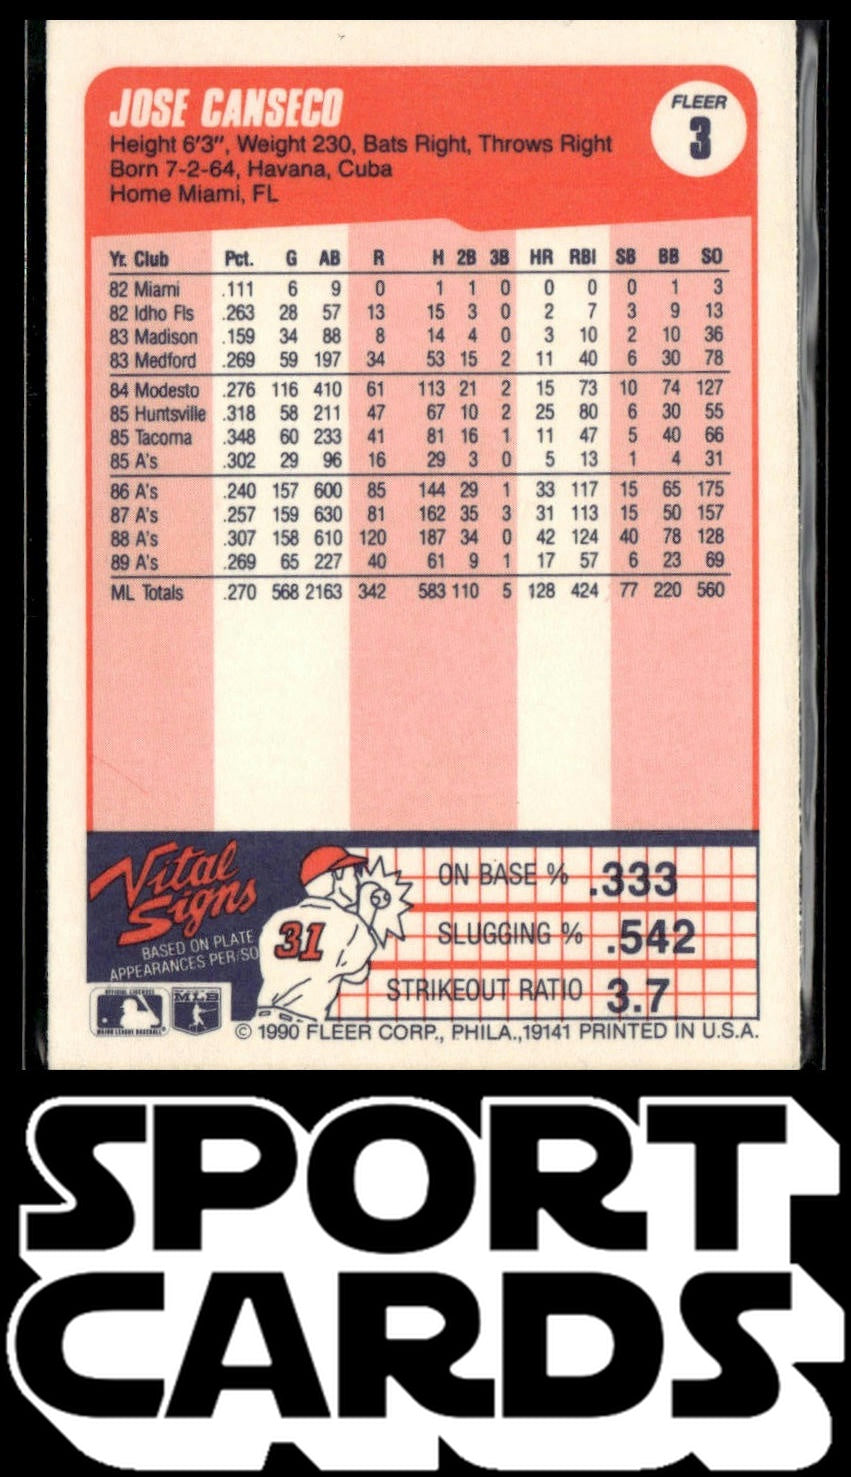 JOSE CANSECO
FLEER
3
Height 6'3", Weight 230, Bats Right, Throws Right
Born 7-2-64, Havana, Cuba
Home Miami, FL
Yr. Club Pct. G AB R H 2B 3B HR RBI SB BB SO
82 Miami .111 6 9 0 1 1 0 0 0 0 1 3
82 Idho Fls .263 28 57 13 15 3 0 2 7 3 9 13
83 Madison .159 34 88 8 14 4 0 3 10 2 10 36
83 Medford .269 59 197 34 53 15 2 11 40 6 30 78
84 Modesto .276 116 410 61 113 21 2 15 73 10 74 127
85 Huntsville .318 58 211 47 67 10 2 25 80 6 30 55
85 Tacoma .348 60 233 41 81 16 1 11 47 5 40 66
85 A's .302 29 96 16 29 3 0 5 13 1 4 31
86 A's .240 157 600 85 144 29 1 33 117 15 65 175
87 A's .257 159 630 81 162 35 3 31 113 15 50 157
88 A's .307 158 610 120 187 34 0 42 124 40 78 128
89 A's .269 65 227 40 61 9 1 17 57 6 23 69
ML Totals .270 568 2163 342 583 110 5 128 424 77 220 560
Vital
Signs
BASED ON PLATE
APPEARANCES PER/SO
31
ON BASE % .333
SLUGGING % .542
STRIKEOUT RATIO 3.7
OFFICIAL LICENSEE
MAJOR LEAGUE BASEBALL
MLB
© 1990 FLEER CORP., PHILA.,19141 PRINTED IN U.S.A.
SPORT
CARDS